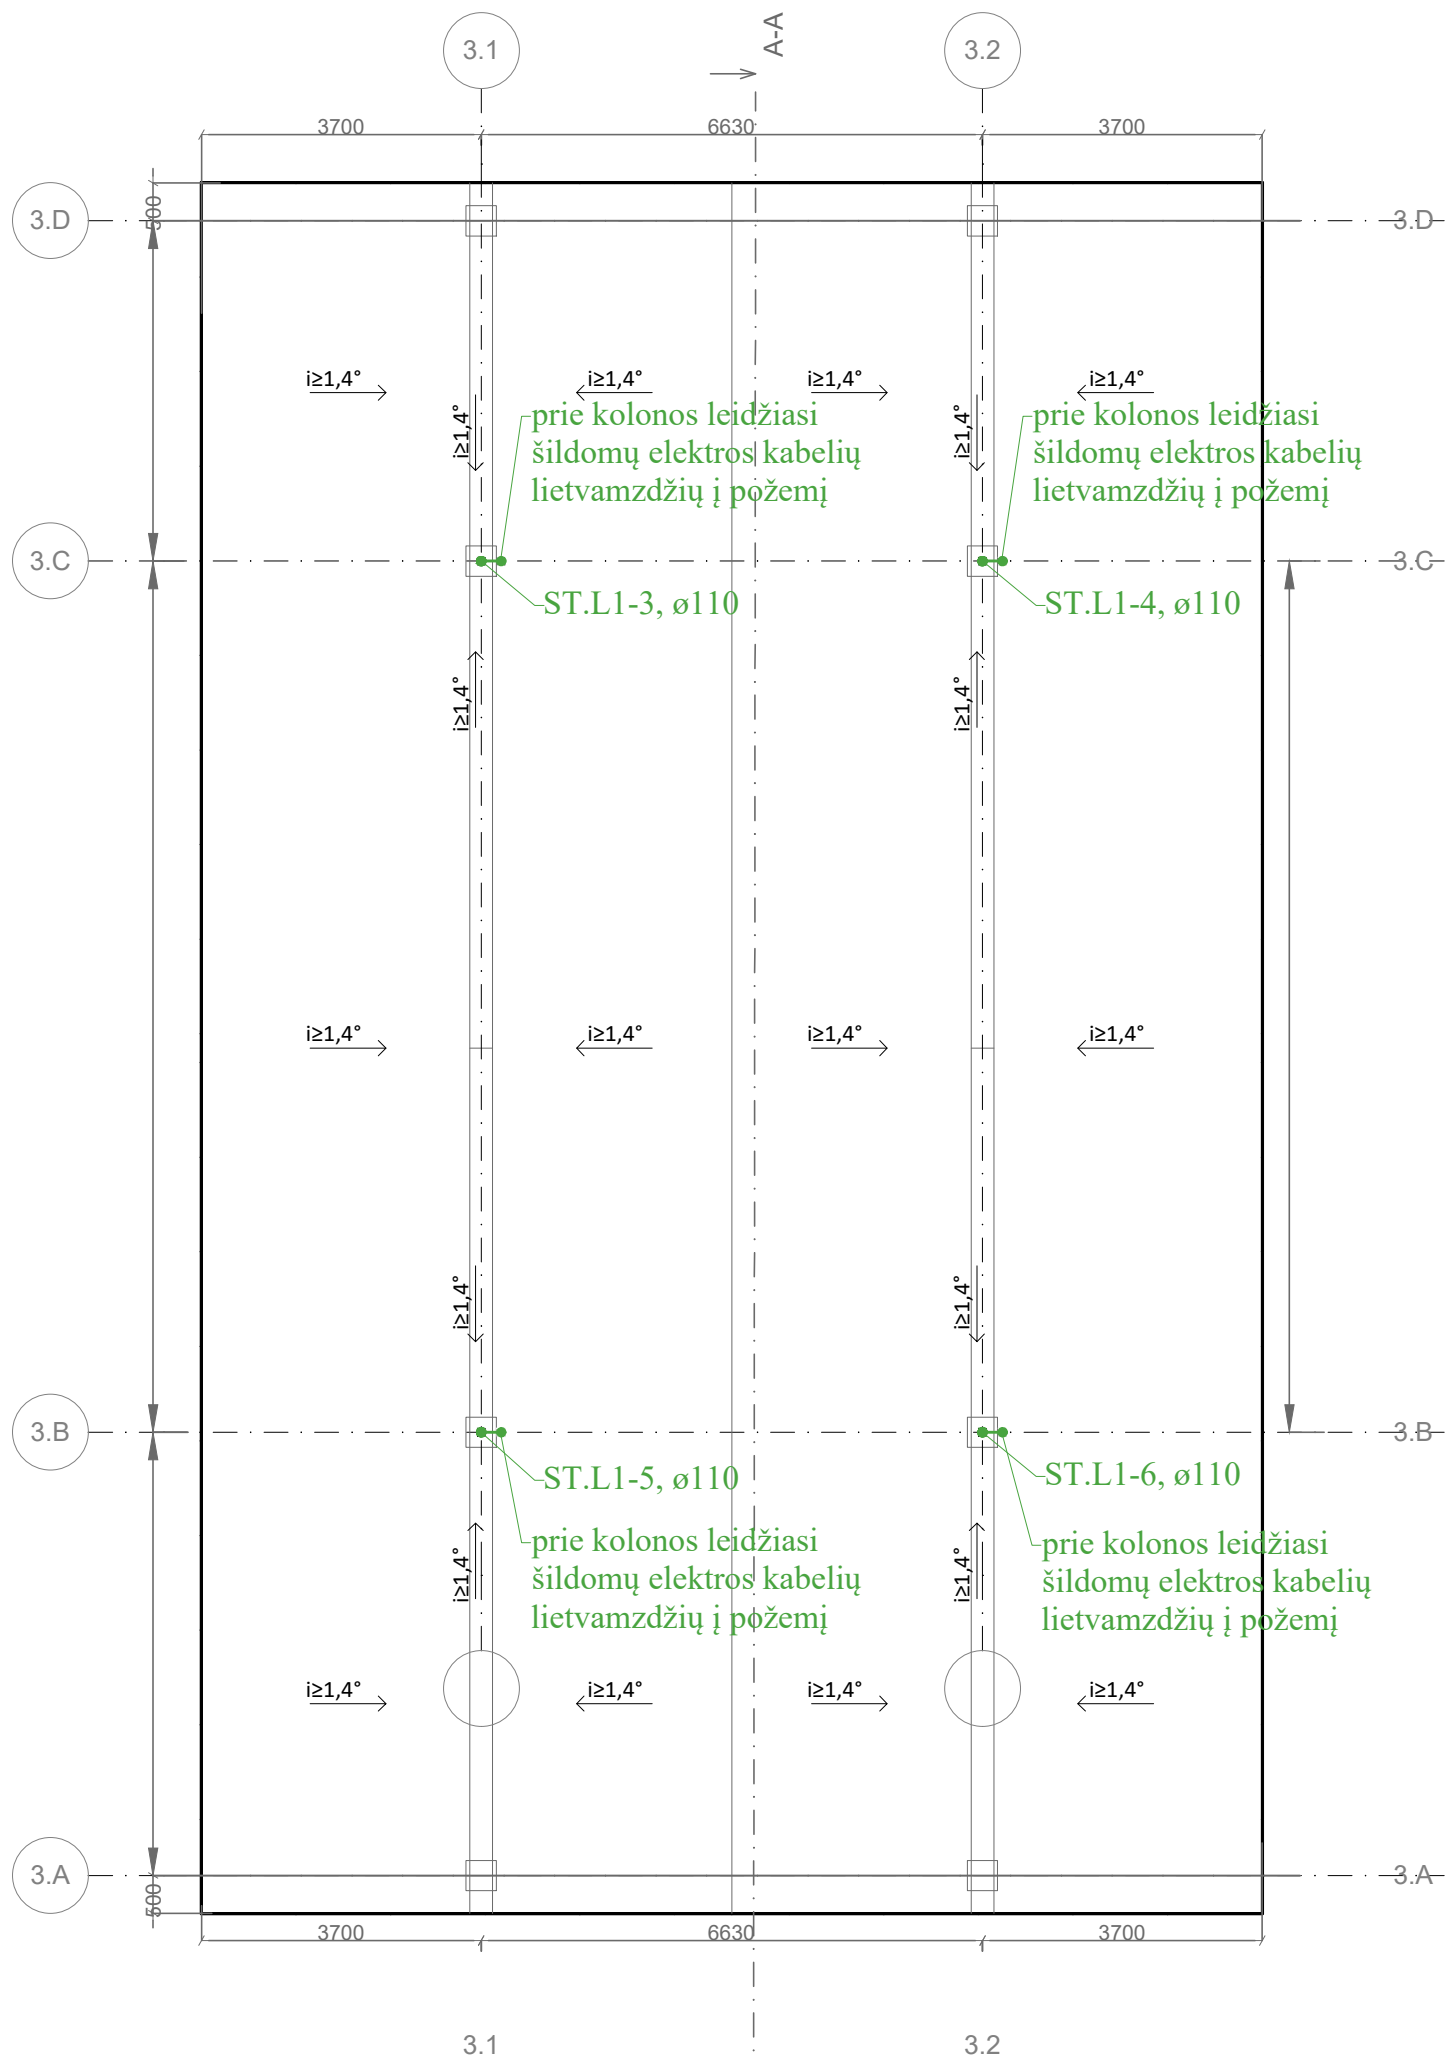 3.1
3.2
A-A
3700
6630
3700
3.D
500
3.D
i≥1,4°
i≥1,4°
i≥1,4°
i≥1,4°
i≥1,4°
prie kolonos leidžiasi
šildomų elektros kabelių
lietvamzdžių į požemį
i≥1,4°
prie kolonos leidžiasi
šildomų elektros kabelių
lietvamzdžių į požemį
3.C
3.C
ST.L1-3, ø110
ST.L1-4, ø110
i≥1,4°
i≥1,4°
i≥1,4°
i≥1,4°
i≥1,4°
i≥1,4°
i≥1,4°
i≥1,4°
3.B
3.B
ST.L1-5, ø110
ST.L1-6, ø110
i≥1,4°
prie kolonos leidžiasi
šildomų elektros kabelių
lietvamzdžių į požemį
i≥1,4°
prie kolonos leidžiasi
šildomų elektros kabelių
lietvamzdžių į požemį
i≥1,4°
i≥1,4°
i≥1,4°
i≥1,4°
3.A
3.A
500
3700
6630
3700
3.1
3.2